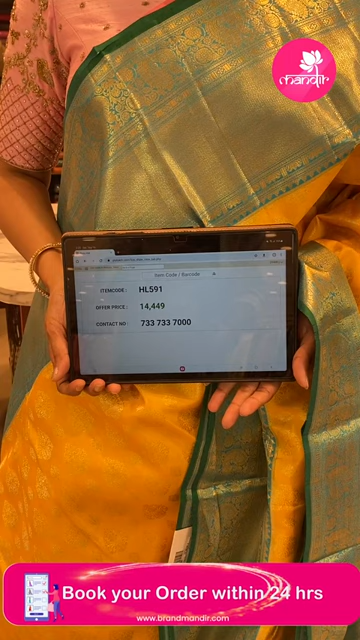 mandir
Item Code / Barcode
ITEMCODE : HL591
OFFER PRICE : 14,449
CONTACT NO : 733 733 7000
Book your Order within 24 hrs
www.brandmandir.com